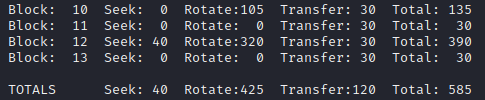 Block:  10  Seek:  0  Rotate:105  Transfer: 30  Total: 135
Block:  11  Seek:  0  Rotate:  0  Transfer: 30  Total:  30
Block:  12  Seek: 40  Rotate:320  Transfer: 30  Total: 390
Block:  13  Seek:  0  Rotate:  0  Transfer: 30  Total:  30

TOTALS      Seek: 40  Rotate:425  Transfer:120  Total: 585